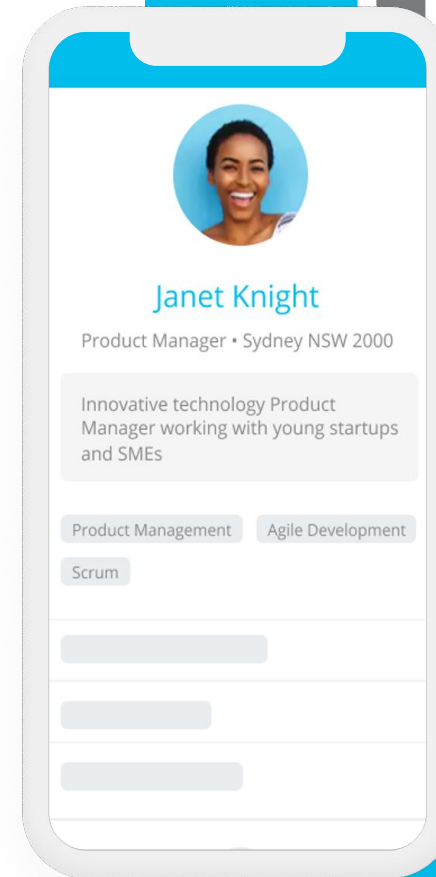 Janet Knight
Product Manager • Sydney NSW 2000
Innovative technology Product
Manager working with young startups
and SMEs
Product Management
Agile Development
Scrum